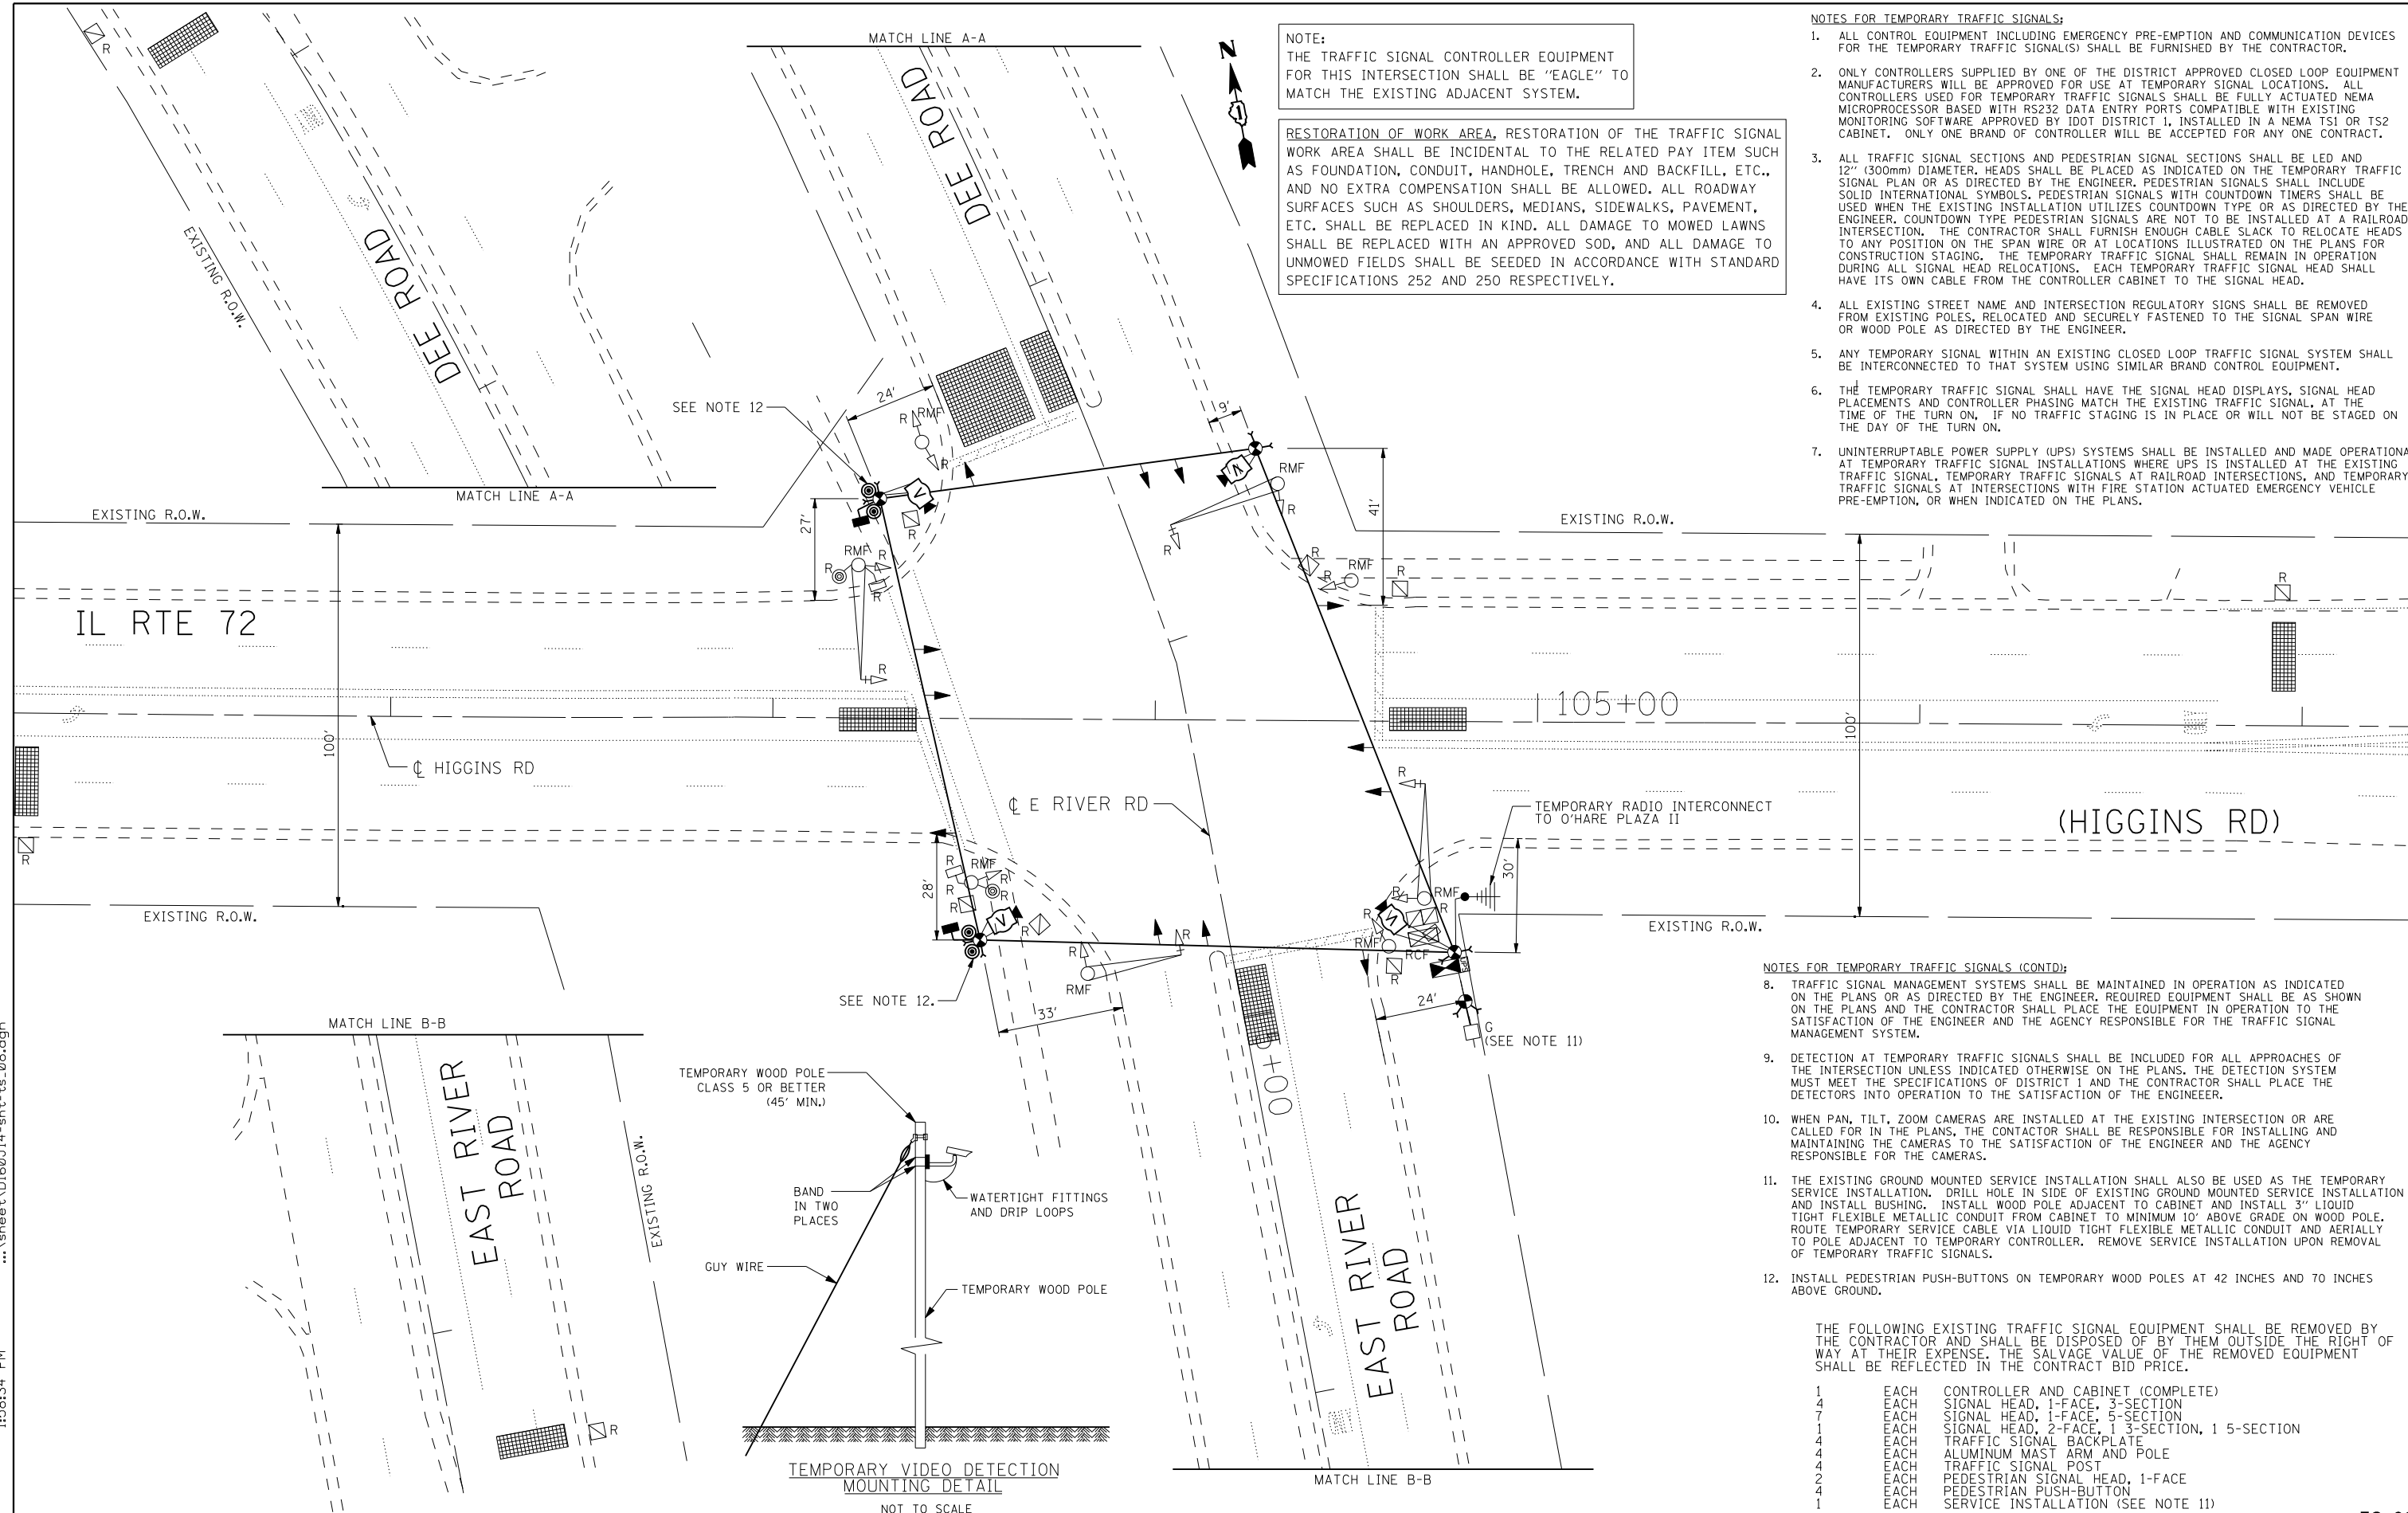 MATCH LINE A-A
NOTE:
THE TRAFFIC SIGNAL CONTROLLER EQUIPMENT
FOR THIS INTERSECTION SHALL BE "EAGLE" TO
MATCH THE EXISTING ADJACENT SYSTEM.
RESTORATION OF WORK AREA. RESTORATION OF THE TRAFFIC SIGNAL
WORK AREA SHALL BE INCIDENTAL TO THE RELATED PAY ITEM SUCH
AS FOUNDATION, CONDUIT, HANDHOLE, TRENCH AND BACKFILL, ETC.,
AND NO EXTRA COMPENSATION SHALL BE ALLOWED. ALL ROADWAY
SURFACES SUCH AS SHOULDERS, MEDIANS, SIDEWALKS, PAVEMENT,
ETC. SHALL BE REPLACED IN KIND. ALL DAMAGE TO MOWED LAWNS
SHALL BE REPLACED WITH AN APPROVED SOD, AND ALL DAMAGE TO
UNMOWED FIELDS SHALL BE SEEDED IN ACCORDANCE WITH STANDARD
SPECIFICATIONS 252 AND 250 RESPECTIVELY.
NOTES FOR TEMPORARY TRAFFIC SIGNALS:
1. ALL CONTROL EQUIPMENT INCLUDING EMERGENCY PRE-EMPTION AND COMMUNICATION DEVICES
FOR THE TEMPORARY TRAFFIC SIGNAL(S) SHALL BE FURNISHED BY THE CONTRACTOR.
2. ONLY CONTROLLERS SUPPLIED BY ONE OF THE DISTRICT APPROVED CLOSED LOOP EQUIPMENT
MANUFACTURERS WILL BE APPROVED FOR USE AT TEMPORARY SIGNAL LOCATIONS. ALL
CONTROLLERS USED FOR TEMPORARY TRAFFIC SIGNALS SHALL BE FULLY ACTUATED NEMA
MICROPROCESSOR BASED WITH RS232 DATA ENTRY PORTS COMPATIBLE WITH EXISTING
MONITORING SOFTWARE APPROVED BY IDOT DISTRICT 1, INSTALLED IN A NEMA TS1 OR TS2
CABINET. ONLY ONE BRAND OF CONTROLLER WILL BE ACCEPTED FOR ANY ONE CONTRACT.
3. ALL TRAFFIC SIGNAL SECTIONS AND PEDESTRIAN SIGNAL SECTIONS SHALL BE LED AND
12" (300mm) DIAMETER. HEADS SHALL BE PLACED AS INDICATED ON THE TEMPORARY TRAFFIC
SIGNAL PLAN OR AS DIRECTED BY THE ENGINEER. PEDESTRIAN SIGNALS SHALL INCLUDE
SOLID INTERNATIONAL SYMBOLS. PEDESTRIAN SIGNALS WITH COUNTDOWN TIMERS SHALL BE
USED WHEN THE EXISTING INSTALLATION UTILIZES COUNTDOWN TYPE OR AS DIRECTED BY THE
ENGINEER. COUNTDOWN TYPE PEDESTRIAN SIGNALS ARE NOT TO BE INSTALLED AT A RAILROAD
INTERSECTION. THE CONTRACTOR SHALL FURNISH ENOUGH CABLE SLACK TO RELOCATE HEADS
TO ANY POSITION ON THE SPAN WIRE OR AT LOCATIONS ILLUSTRATED ON THE PLANS FOR
CONSTRUCTION STAGING. THE TEMPORARY TRAFFIC SIGNAL SHALL REMAIN IN OPERATION
DURING ALL SIGNAL HEAD RELOCATIONS. EACH TEMPORARY TRAFFIC SIGNAL HEAD SHALL
HAVE ITS OWN CABLE FROM THE CONTROLLER CABINET TO THE SIGNAL HEAD.
4. ALL EXISTING STREET NAME AND INTERSECTION REGULATORY SIGNS SHALL BE REMOVED
FROM EXISTING POLES, RELOCATED AND SECURELY FASTENED TO THE SIGNAL SPAN WIRE
OR WOOD POLE AS DIRECTED BY THE ENGINEER.
5. ANY TEMPORARY SIGNAL WITHIN AN EXISTING CLOSED LOOP TRAFFIC SIGNAL SYSTEM SHALL
BE INTERCONNECTED TO THAT SYSTEM USING SIMILAR BRAND CONTROL EQUIPMENT.
6. THE TEMPORARY TRAFFIC SIGNAL SHALL HAVE THE SIGNAL HEAD DISPLAYS, SIGNAL HEAD
PLACEMENTS AND CONTROLLER PHASING MATCH THE EXISTING TRAFFIC SIGNAL, AT THE
TIME OF THE TURN ON, IF NO TRAFFIC STAGING IS IN PLACE OR WILL NOT BE STAGED ON
THE DAY OF THE TURN ON.
7. UNINTERRUPTABLE POWER SUPPLY (UPS) SYSTEMS SHALL BE INSTALLED AND MADE OPERATIONA
AT TEMPORARY TRAFFIC SIGNAL INSTALLATIONS WHERE UPS IS INSTALLED AT THE EXISTING
TRAFFIC SIGNAL, TEMPORARY TRAFFIC SIGNALS AT RAILROAD INTERSECTIONS, AND TEMPORARY
TRAFFIC SIGNALS AT INTERSECTIONS WITH FIRE STATION ACTUATED EMERGENCY VEHICLE
PRE-EMPTION, OR WHEN INDICATED ON THE PLANS.
N
1
R
DEE ROAD
EXISTING R.O.W.
DEE ROAD
MATCH LINE A-A
SEE NOTE 12
24'
R
RMF
R
9'
RMF
R
R
41'
27'
R
EXISTING R.O.W.
EXISTING R.O.W.
RMF
R
R
R
R
R
R
RMF
R
R
IL RTE 72
105+00
100'
100'
℄ HIGGINS RD
℄ E RIVER RD
R
TEMPORARY RADIO INTERCONNECT
TO O'HARE PLAZA II
(HIGGINS RD)
R
28'
R
RMF
R
R
R
R
R
30'
R
RMF
R
R
RMF
RCF
R
UPS
EXISTING R.O.W.
EXISTING R.O.W.
R
R
RMF
SEE NOTE 12.
33'
24'
G
(SEE NOTE 11)
MATCH LINE B-B
EAST RIVER
ROAD
EXISTING R.O.W.
R
TEMPORARY WOOD POLE
CLASS 5 OR BETTER
(45' MIN.)
BAND
IN TWO
PLACES
WATERTIGHT FITTINGS
AND DRIP LOOPS
GUY WIRE
TEMPORARY WOOD POLE
TEMPORARY VIDEO DETECTION
MOUNTING DETAIL
NOT TO SCALE
EAST RIVER
ROAD
MATCH LINE B-B
NOTES FOR TEMPORARY TRAFFIC SIGNALS (CONTD):
8. TRAFFIC SIGNAL MANAGEMENT SYSTEMS SHALL BE MAINTAINED IN OPERATION AS INDICATED
ON THE PLANS OR AS DIRECTED BY THE ENGINEER. REQUIRED EQUIPMENT SHALL BE AS SHOWN
ON THE PLANS AND THE CONTRACTOR SHALL PLACE THE EQUIPMENT IN OPERATION TO THE
SATISFACTION OF THE ENGINEER AND THE AGENCY RESPONSIBLE FOR THE TRAFFIC SIGNAL
MANAGEMENT SYSTEM.
9. DETECTION AT TEMPORARY TRAFFIC SIGNALS SHALL BE INCLUDED FOR ALL APPROACHES OF
THE INTERSECTION UNLESS INDICATED OTHERWISE ON THE PLANS. THE DETECTION SYSTEM
MUST MEET THE SPECIFICATIONS OF DISTRICT 1 AND THE CONTRACTOR SHALL PLACE THE
DETECTORS INTO OPERATION TO THE SATISFACTION OF THE ENGINEEER.
10. WHEN PAN, TILT, ZOOM CAMERAS ARE INSTALLED AT THE EXISTING INTERSECTION OR ARE
CALLED FOR IN THE PLANS, THE CONTACTOR SHALL BE RESPONSIBLE FOR INSTALLING AND
MAINTAINING THE CAMERAS TO THE SATISFACTION OF THE ENGINEER AND THE AGENCY
RESPONSIBLE FOR THE CAMERAS.
11. THE EXISTING GROUND MOUNTED SERVICE INSTALLATION SHALL ALSO BE USED AS THE TEMPORARY
SERVICE INSTALLATION. DRILL HOLE IN SIDE OF EXISTING GROUND MOUNTED SERVICE INSTALLATION
AND INSTALL BUSHING. INSTALL WOOD POLE ADJACENT TO CABINET AND INSTALL 3" LIQUID
TIGHT FLEXIBLE METALLIC CONDUIT FROM CABINET TO MINIMUM 10' ABOVE GRADE ON WOOD POLE.
ROUTE TEMPORARY SERVICE CABLE VIA LIQUID TIGHT FLEXIBLE METALLIC CONDUIT AND AERIALLY
TO POLE ADJACENT TO TEMPORARY CONTROLLER. REMOVE SERVICE INSTALLATION UPON REMOVAL
OF TEMPORARY TRAFFIC SIGNALS.
12. INSTALL PEDESTRIAN PUSH-BUTTONS ON TEMPORARY WOOD POLES AT 42 INCHES AND 70 INCHES
ABOVE GROUND.
THE FOLLOWING EXISTING TRAFFIC SIGNAL EQUIPMENT SHALL BE REMOVED BY
THE CONTRACTOR AND SHALL BE DISPOSED OF BY THEM OUTSIDE THE RIGHT OF
WAY AT THEIR EXPENSE. THE SALVAGE VALUE OF THE REMOVED EQUIPMENT
SHALL BE REFLECTED IN THE CONTRACT BID PRICE.
1 EACH CONTROLLER AND CABINET (COMPLETE)
4 EACH SIGNAL HEAD, 1-FACE, 3-SECTION
7 EACH SIGNAL HEAD, 1-FACE, 5-SECTION
1 EACH SIGNAL HEAD, 2-FACE, 1 3-SECTION, 1 5-SECTION
4 EACH TRAFFIC SIGNAL BACKPLATE
4 EACH ALUMINUM MAST ARM AND POLE
4 EACH TRAFFIC SIGNAL POST
2 EACH PEDESTRIAN SIGNAL HEAD, 1-FACE
4 EACH PEDESTRIAN PUSH-BUTTON
1 EACH SERVICE INSTALLATION (SEE NOTE 11)
1:58:34 PM